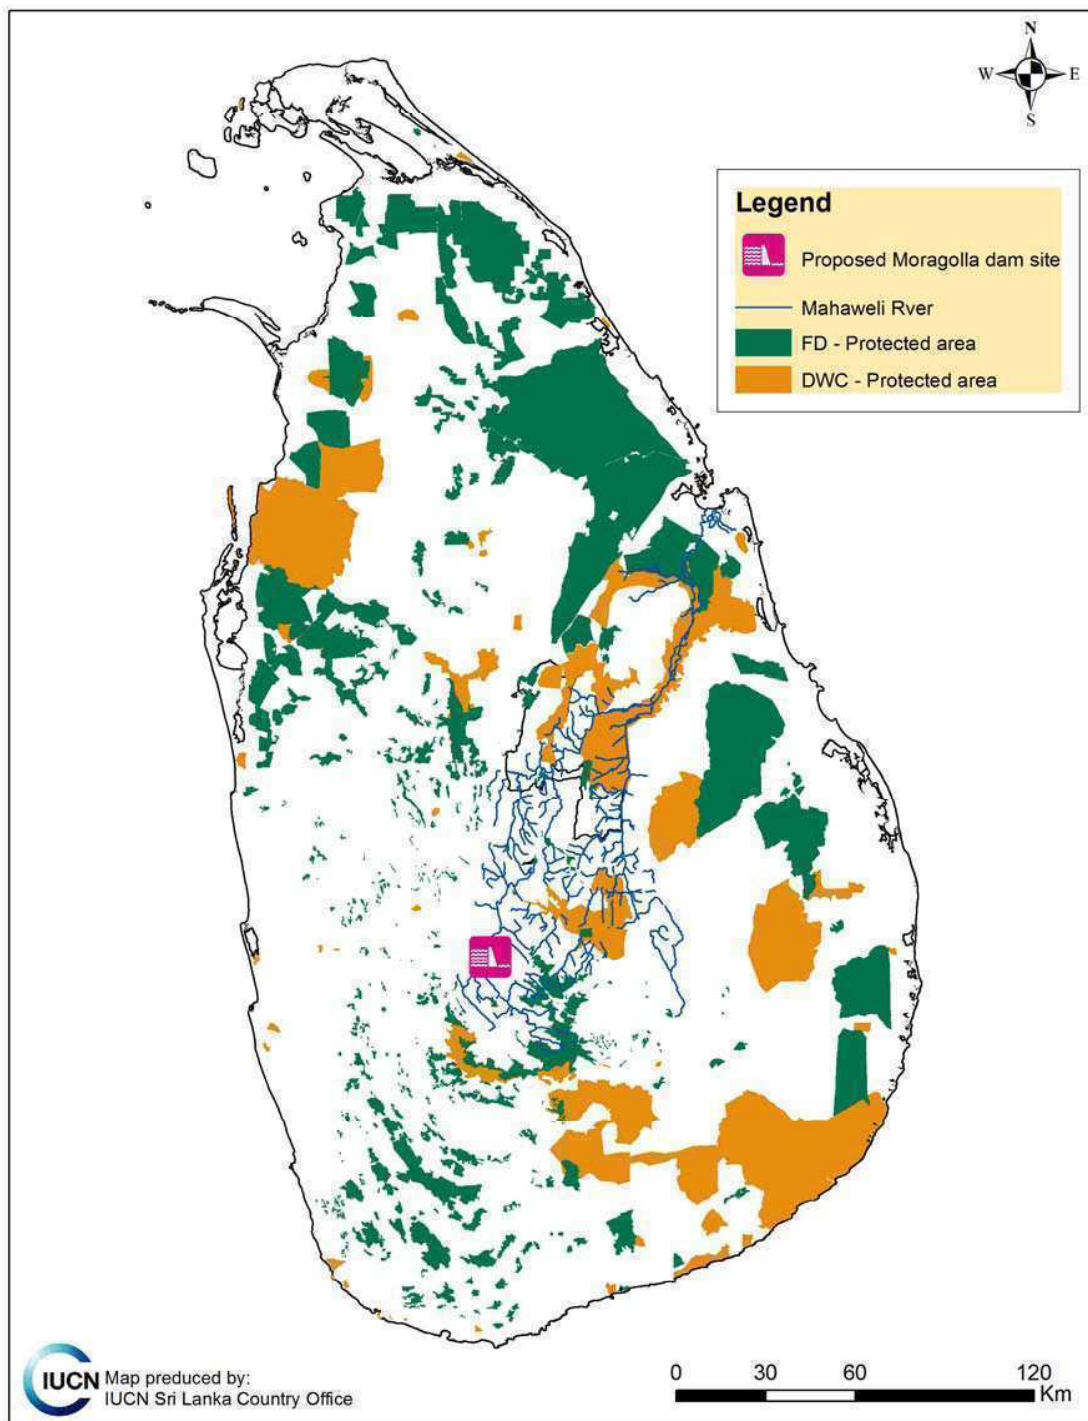 N
W E
S
Legend
Proposed Moragolla dam site
Mahaweli Rver
FD - Protected area
DWC - Protected area
IUCN
Map preduced by:
IUCN Sri Lanka Country Office
0 30 60 120
Km